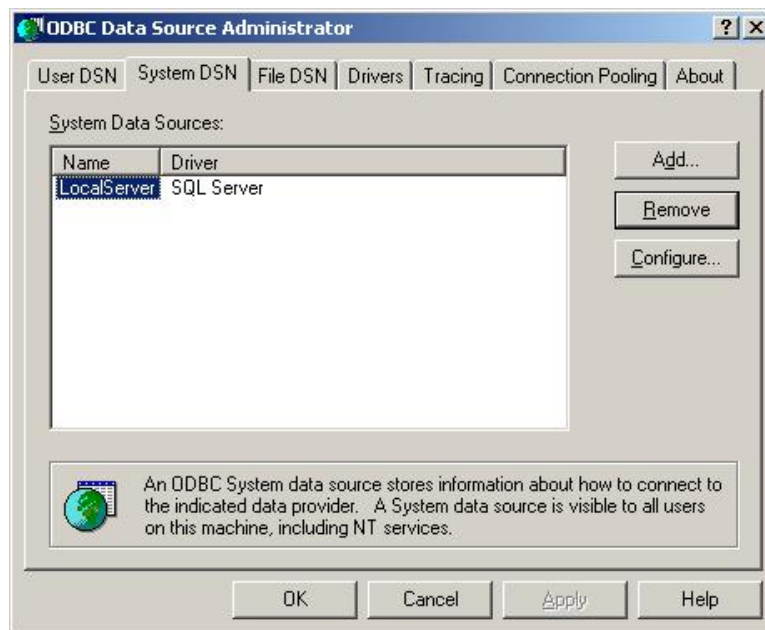 ODBC Data Source Administrator
User DSN System DSN File DSN Drivers Tracing Connection Pooling About
System Data Sources:
Name Driver
LocalServer SQL Server
Add...
Remove
Configure...
An ODBC System data source stores information about how to connect to
the indicated data provider. A System data source is visible to all users
on this machine, including NT services.
OK Cancel Apply Help